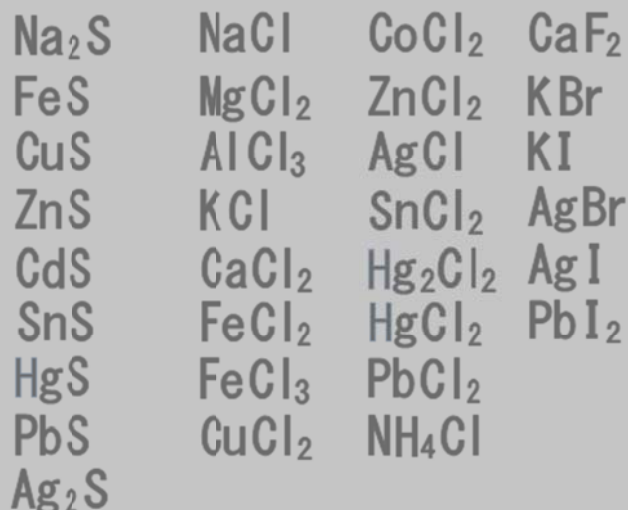 Na₂S NaCl CoCl₂ CaF₂
FeS MgCl₂ ZnCl₂ KBr
CuS AlCl₃ AgCl KI
ZnS KCl SnCl₂ AgBr
CdS CaCl₂ Hg₂Cl₂ AgI
SnS FeCl₂ HgCl₂ PbI₂
HgS FeCl₃ PbCl₂
PbS CuCl₂ NH₄Cl
Ag₂S